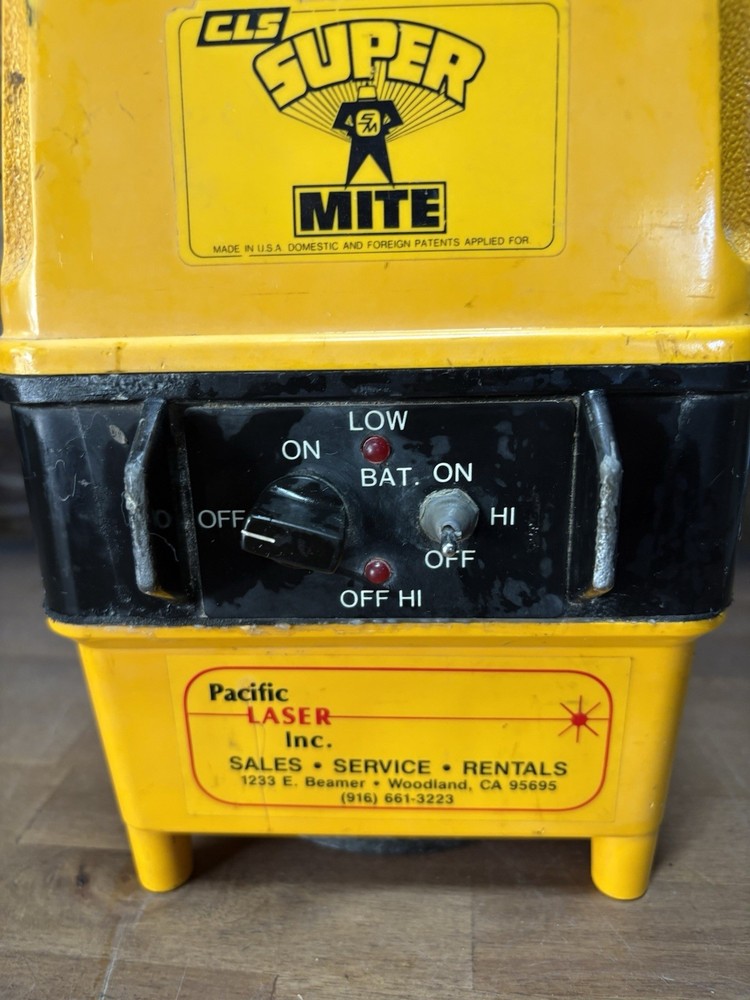 CLS
SUPER
SM
MITE
MADE IN U.S.A. DOMESTIC AND FOREIGN PATENTS APPLIED FOR.
LOW
ON
BAT. ON
OFF
HI
OFF
OFF HI
Pacific
LASER
Inc.
SALES • SERVICE • RENTALS
1233 E. Beamer • Woodland, CA 95695
(916) 661-3223